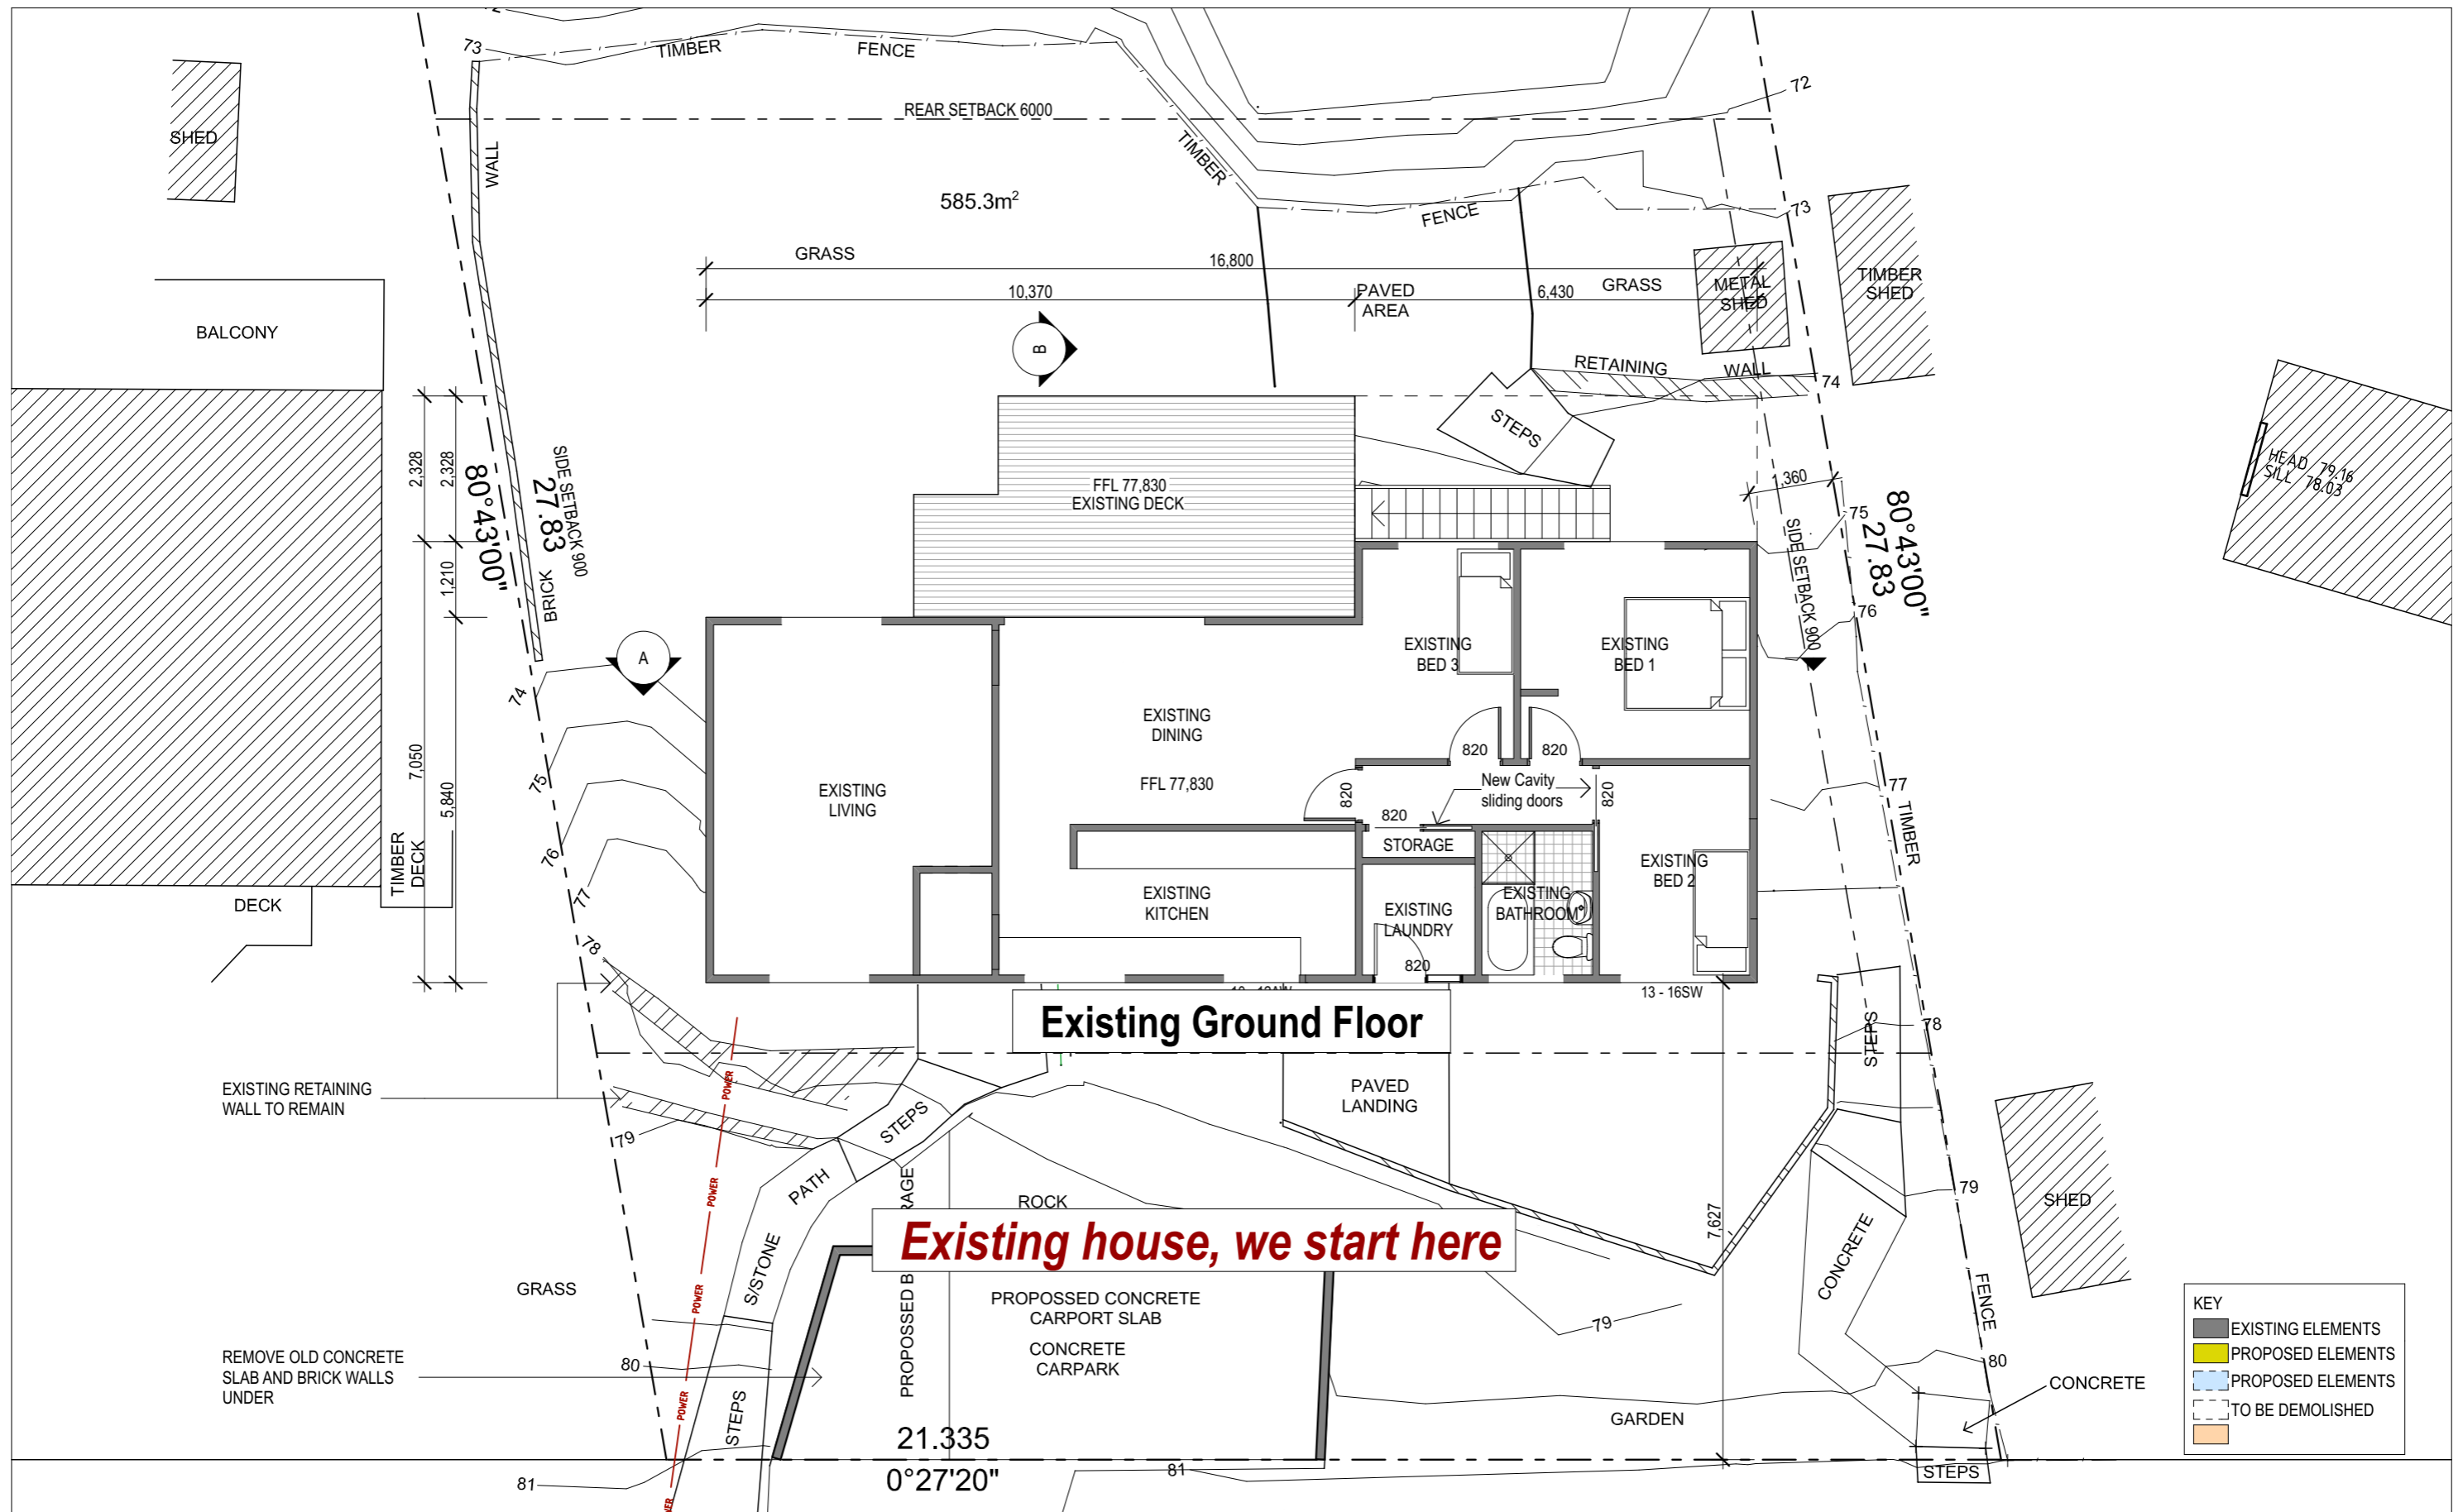 73
TIMBER
FENCE
72
SHED
REAR SETBACK 6000
WALL
TIMBER
585.3m²
FENCE
73
GRASS
16,800
10,370
PAVED
AREA
6,430
GRASS
METAL
SHED
TIMBER
SHED
BALCONY
B
RETAINING
WALL
74
STEPS
2,328
2,328
80°43'00"
27.83
SIDE SETBACK 900
FFL 77,830
EXISTING DECK
1,360
HEAD 79.16
SILL 78.03
75
80°43'00"
27.83
SIDE SETBACK 900
1,210
BRICK
76
A
EXISTING
BED 3
EXISTING
BED 1
74
EXISTING
DINING
820
820
7,050
75
5,840
EXISTING
LIVING
FFL 77,830
820
New Cavity
sliding doors
820
77
TIMBER
820
STORAGE
76
TIMBER
DECK
EXISTING
BED 2
77
DECK
EXISTING
KITCHEN
EXISTING
LAUNDRY
EXISTING
BATHROOM
78
820
13 - 16SW
Existing Ground Floor
STEPS
78
EXISTING RETAINING
WALL TO REMAIN
POWER
PAVED
LANDING
STEPS
79
PATH
POWER
ROCK
79
SHED
7,627
Existing house, we start here
S/STONE
CONCRETE
GRASS
POWER
PROPOSSED B
RAGE
PROPOSSED CONCRETE
CARPORT SLAB
CONCRETE
CARPARK
79
FENCE
KEY
EXISTING ELEMENTS
PROPOSED ELEMENTS
PROPOSED ELEMENTS
TO BE DEMOLISHED
REMOVE OLD CONCRETE
SLAB AND BRICK WALLS
UNDER
80
80
CONCRETE
POWER
STEPS
GARDEN
21.335
0°27'20"
81
81
STEPS